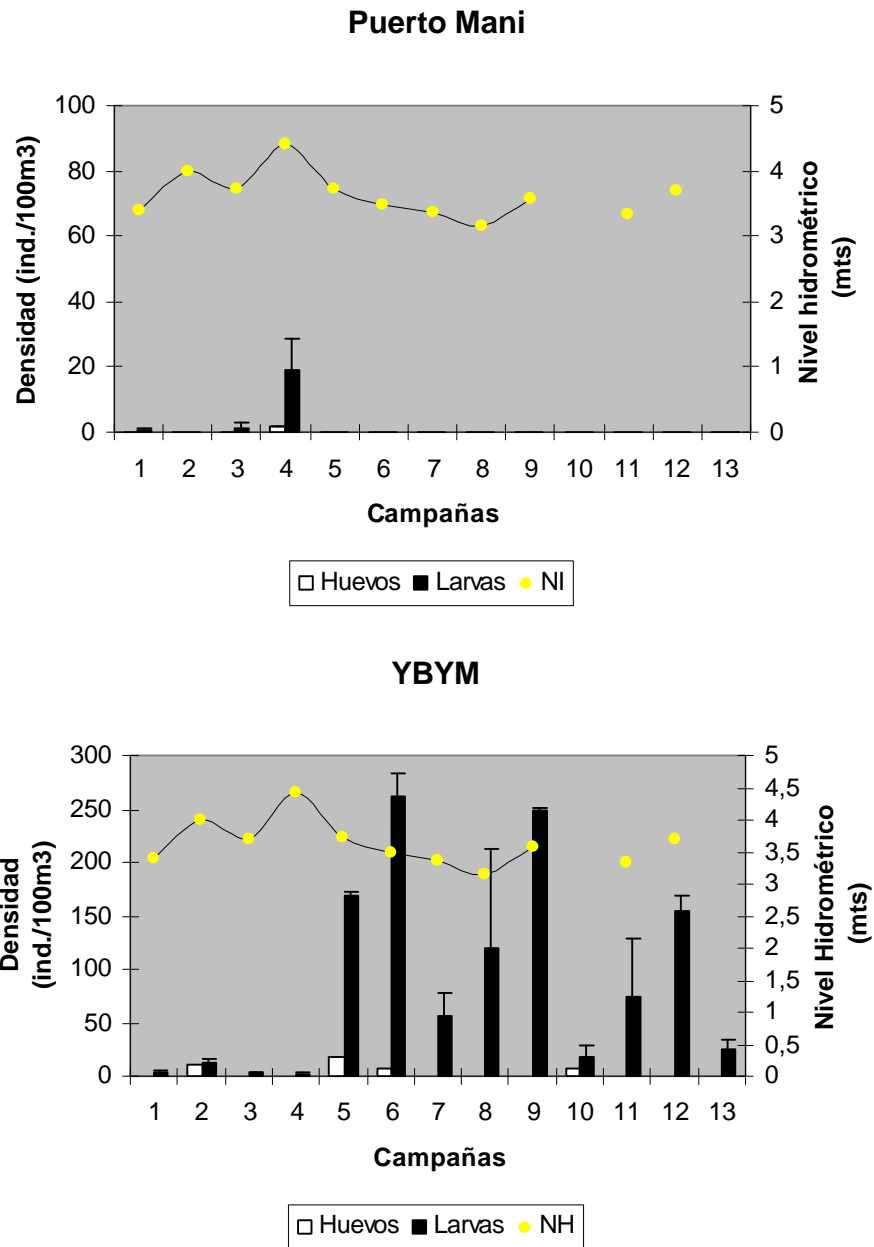 Puerto Mani
100
80
60
40
20
0
Densidad (ind./100m3)
5
4
3
2
1
0
Nivel hidrométrico
(mts)
1 2 3 4 5 6 7 8 9 10 11 12 13
Campañas
Huevos Larvas NI
YBYM
300
250
200
150
100
50
0
Densidad
(ind./100m3)
5
4,5
4
3,5
3
2,5
2
1,5
1
0,5
0
Nivel Hidrométrico
(mts)
1 2 3 4 5 6 7 8 9 10 11 12 13
Campañas
Huevos Larvas NH